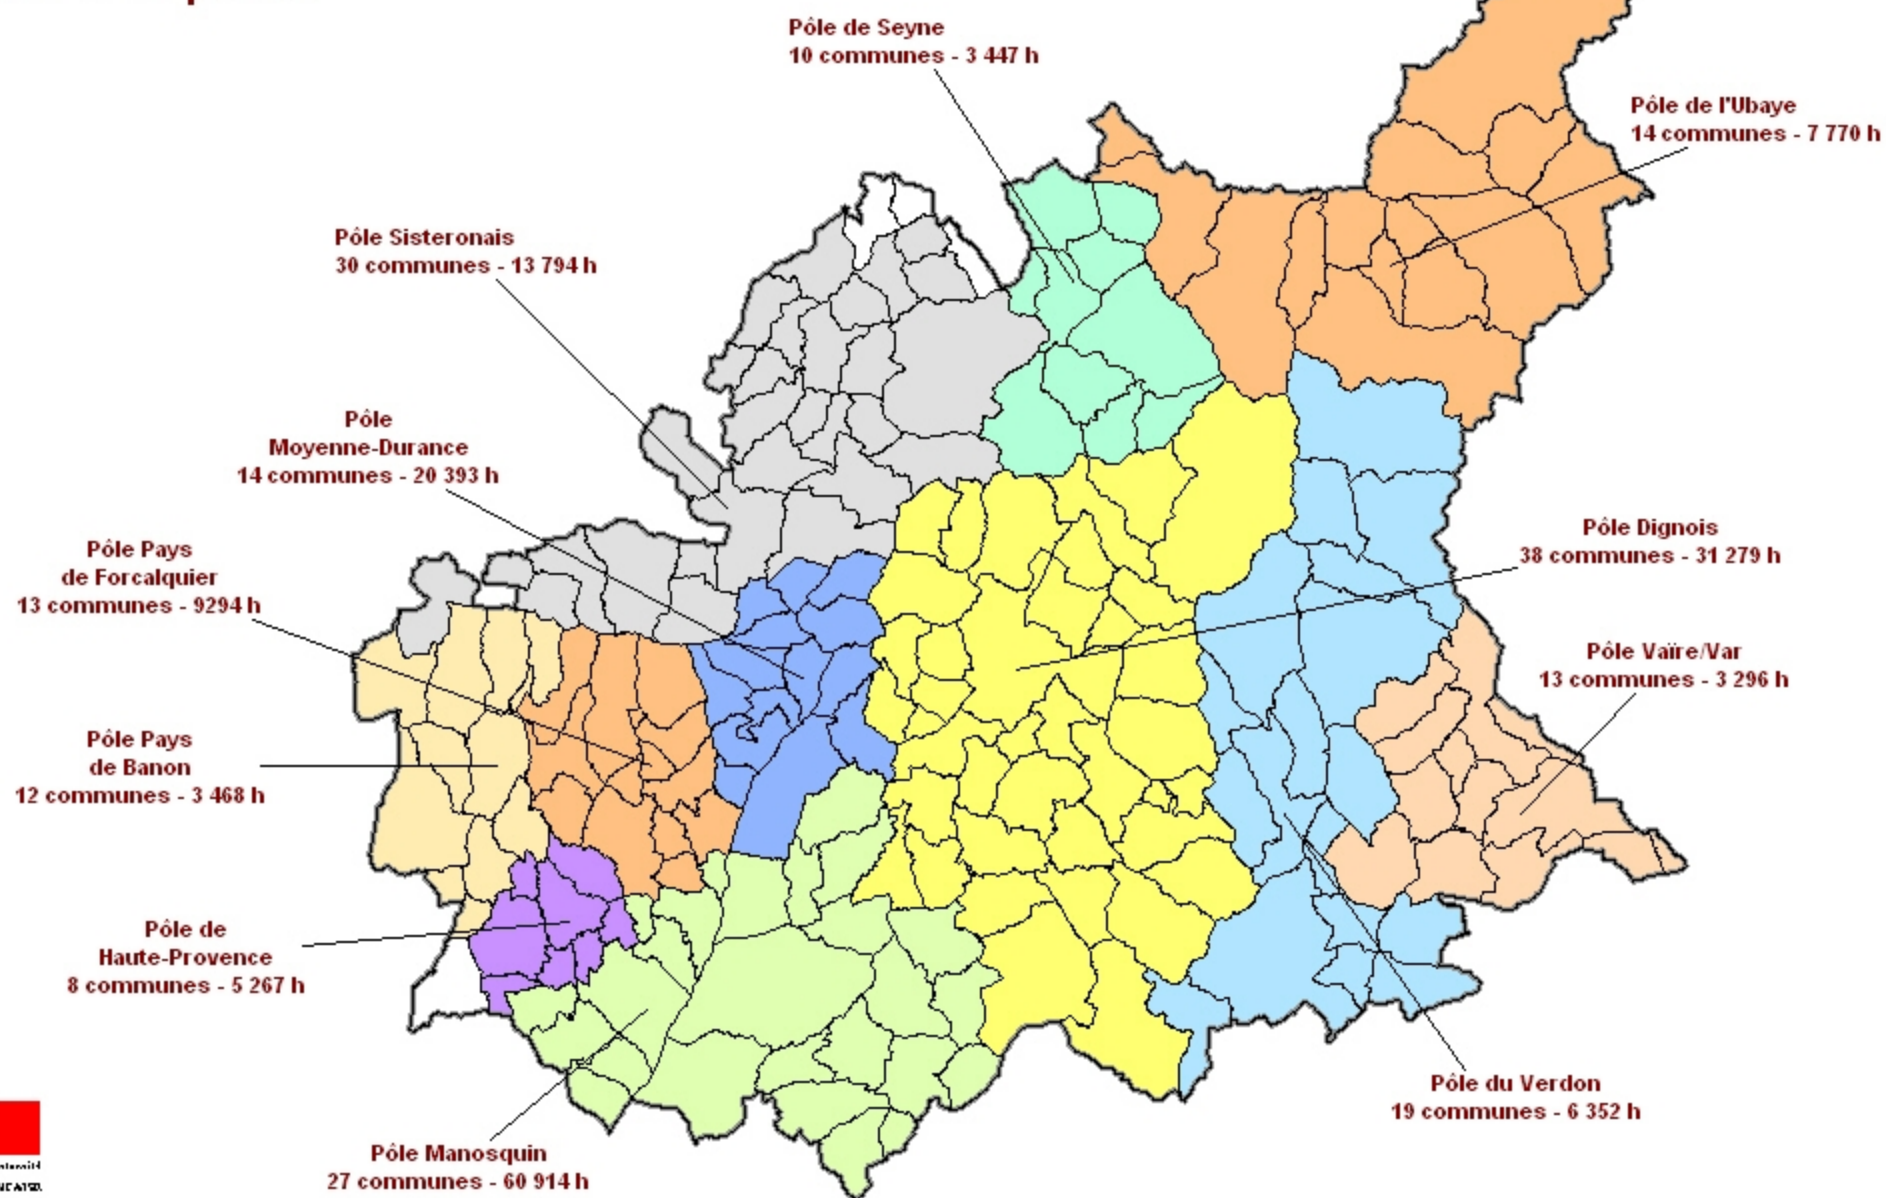 Pôle de Seyne
10 communes - 3 447 h
Pôle de l'Ubaye
14 communes - 7 770 h
Pôle Sisteronais
30 communes - 13 794 h
Pôle
Moyenne-Durance
14 communes - 20 393 h
Pôle Pays
de Forcalquier
13 communes - 9294 h
Pôle Dignois
38 communes - 31 279 h
Pôle Vaïre/Var
13 communes - 3 296 h
Pôle Pays
de Banon
12 communes - 3 468 h
Pôle de
Haute-Provence
8 communes - 5 267 h
Pôle du Verdon
19 communes - 6 352 h
Pôle Manosquin
27 communes - 60 914 h